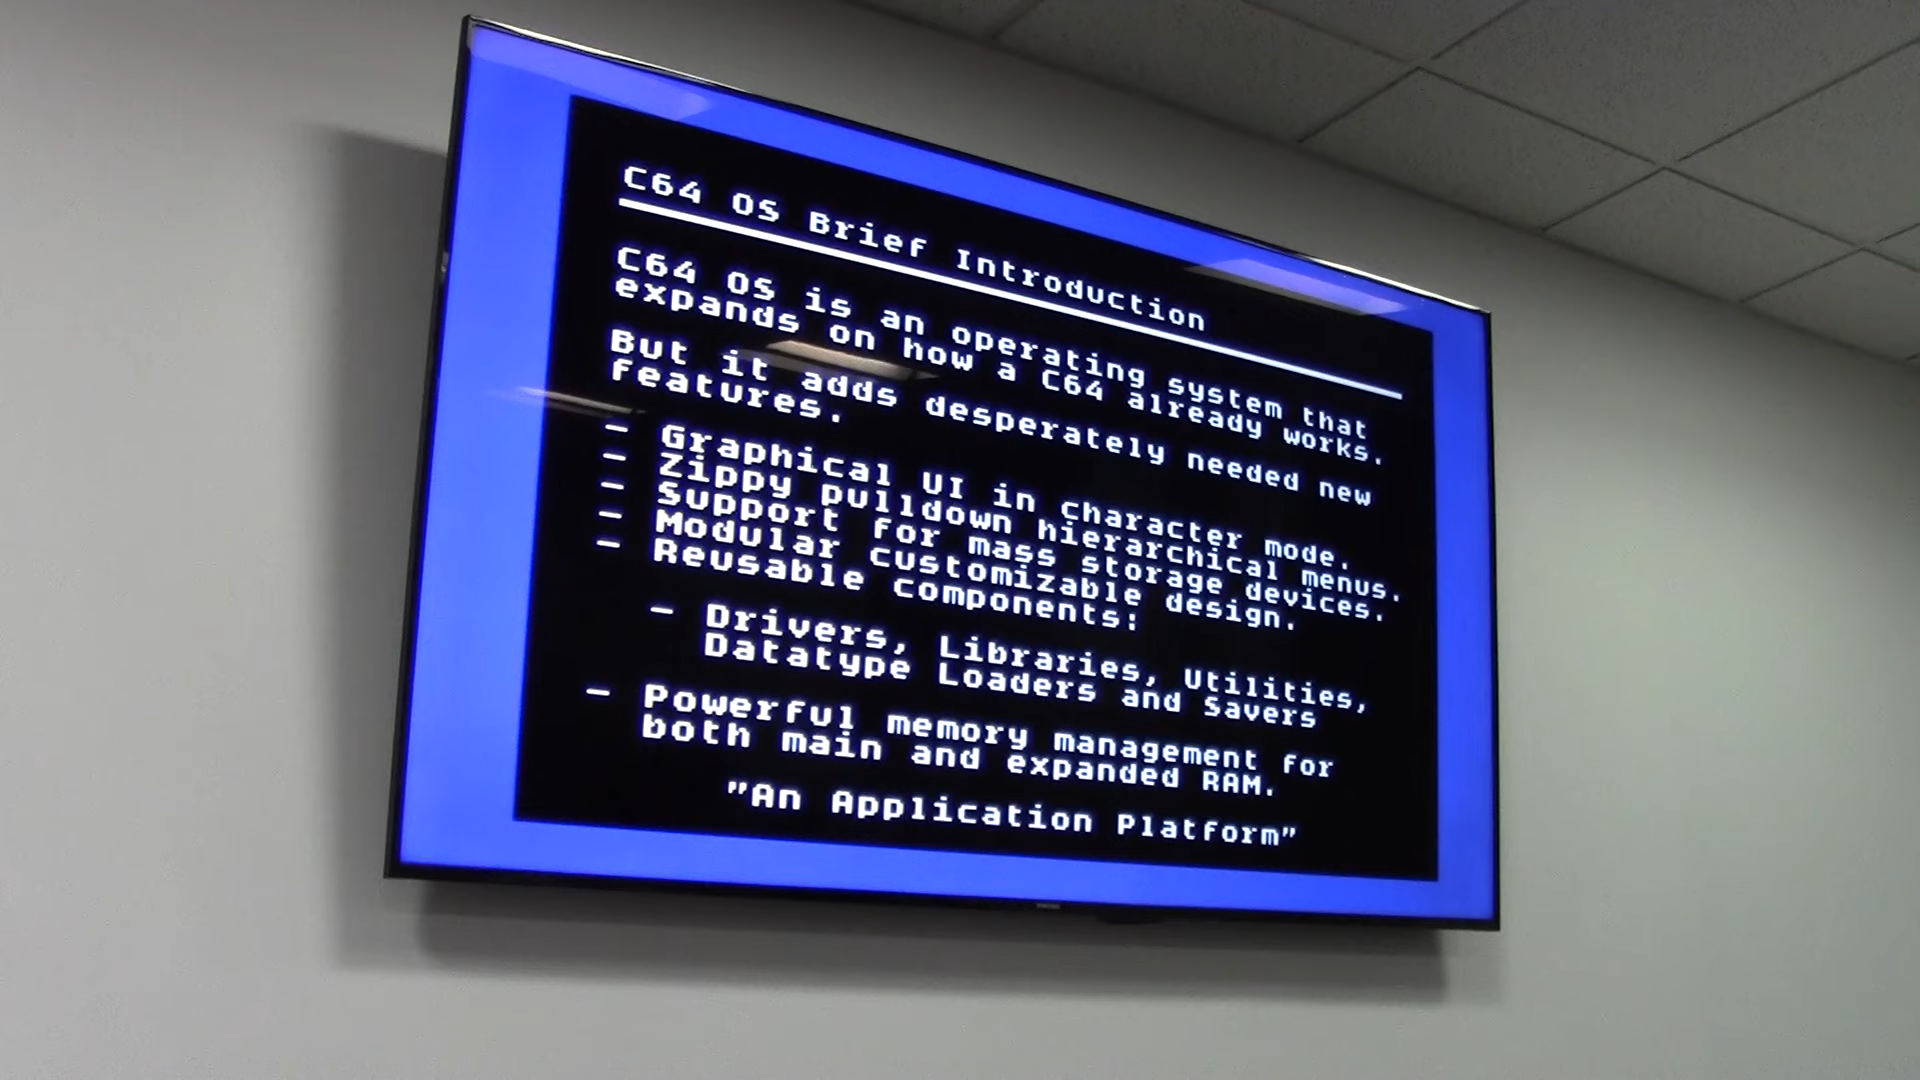 C64 OS Brief Introduction
C64 OS is an operating system that
expands on how a C64 already works.
But it adds desperately needed new
features.
- Graphical UI in character mode.
- Zippy pulldown hierarchical menus.
- Support for mass storage devices.
- Modular customizable design.
- Reusable components:
- Drivers, Libraries, Utilities,
Datatype Loaders and Savers
- Powerful memory management for
both main and expanded RAM.
"An Application Platform"